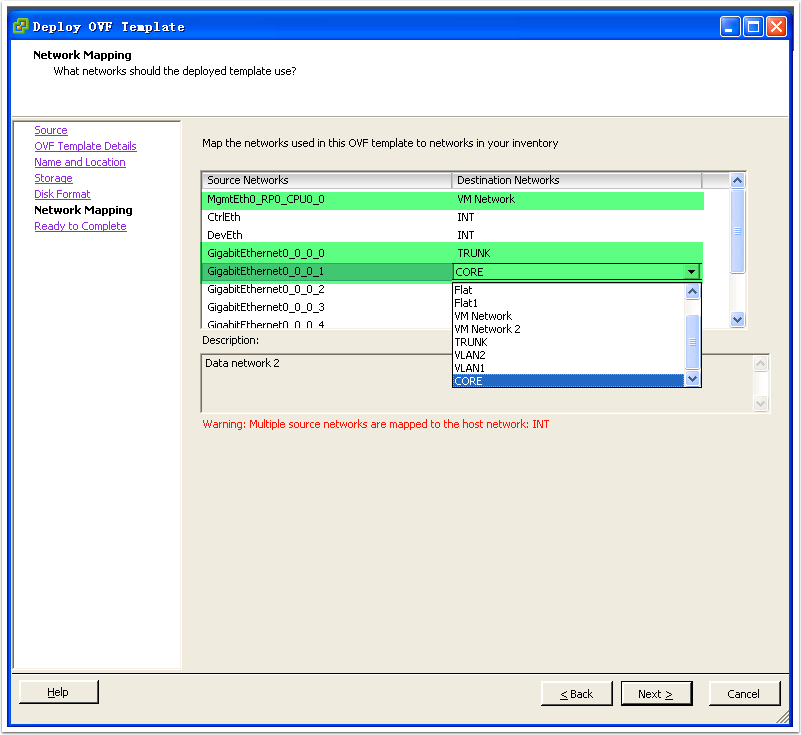 Deploy OVF Template
Network Mapping
What networks should the deployed template use?
Source
OVF Template Details
Name and Location
Storage
Disk Format
Network Mapping
Ready to Complete
Map the networks used in this OVF template to networks in your inventory
Source Networks Destination Networks
MgmtEth0_RP0_CPU0_0 VM Network
CtrlEth INT
DevEth INT
GigabitEthernet0_0_0_0 TRUNK
GigabitEthernet0_0_0_1 CORE
GigabitEthernet0_0_0_2
GigabitEthernet0_0_0_3
GigabitEthernet0_0_0_4
Flat
Flat1
VM Network
VM Network 2
TRUNK
VLAN2
VLAN1
CORE
Description:
Data network 2
Warning: Multiple source networks are mapped to the host network: INT
Help
< Back
Next >
Cancel